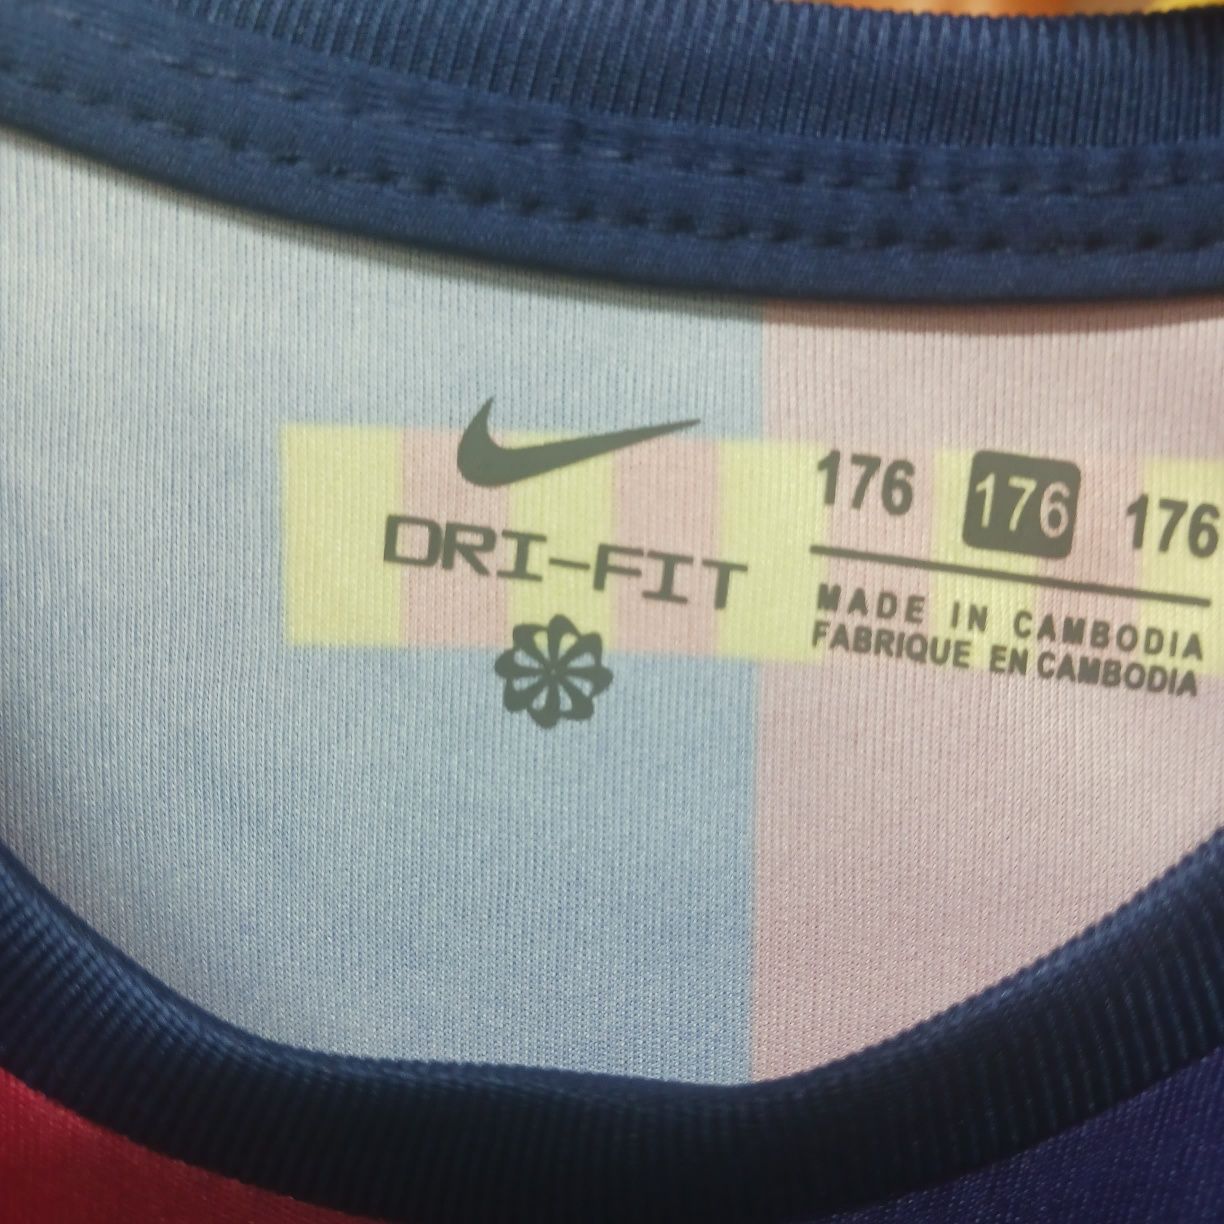 DRI-FIT
176 176 176
MADE IN CAMBODIA
FABRIQUE EN CAMBODIA